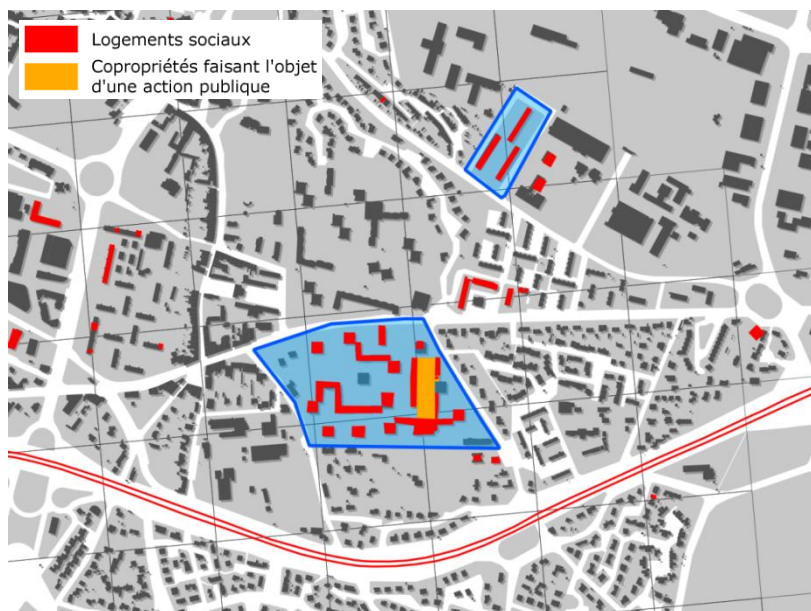 Logements sociaux
Copropriétés faisant l'objet
d'une action publique